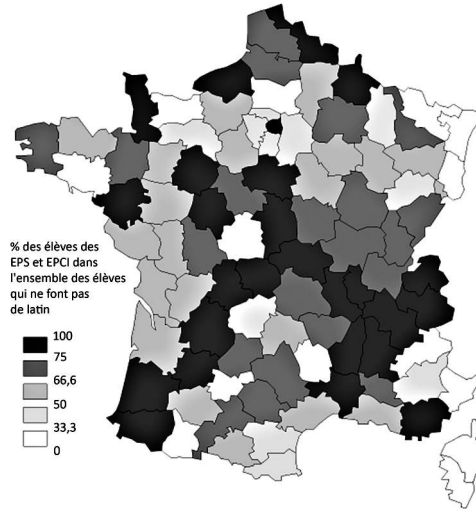 % des élèves des
EPS et EPCI dans
l'ensemble des élèves
qui ne font pas
de latin
100
75
66,6
50
33,3
0